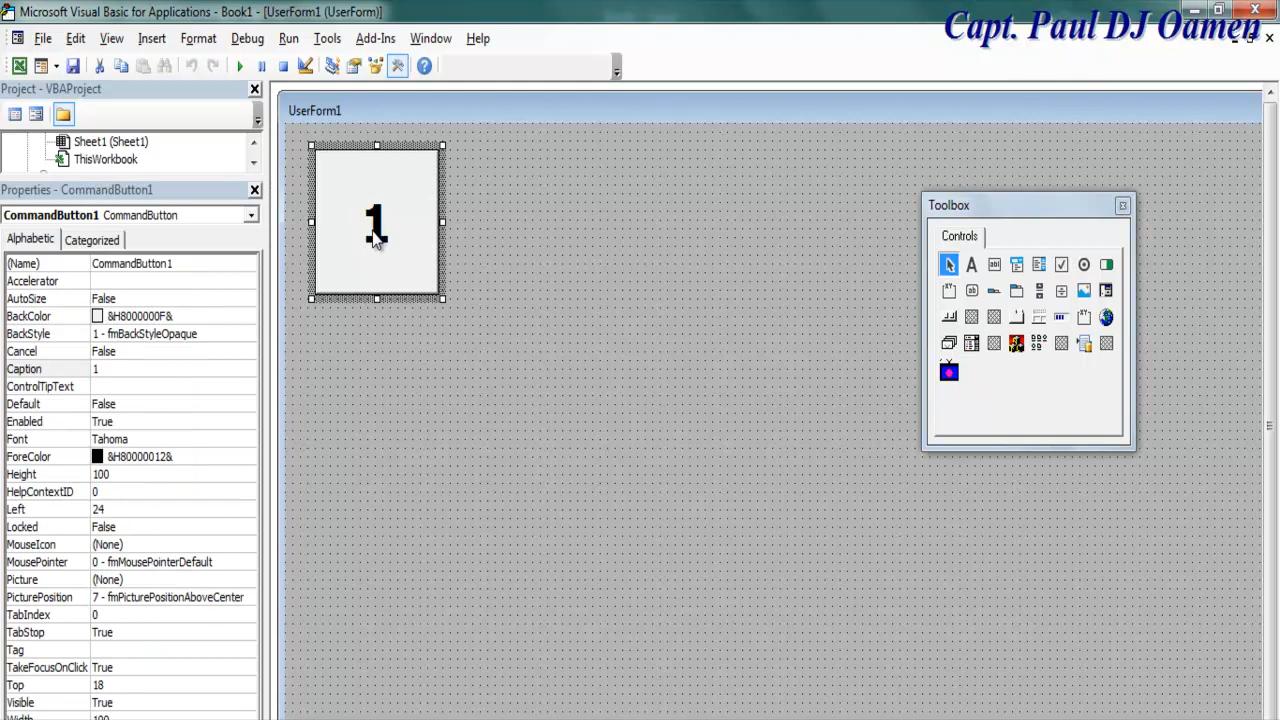 Microsoft Visual Basic for Applications - Book1 - [UserForm1 (UserForm)]
Capt. Paul DJ Oamen
File Edit View Insert Format Debug Run Tools Add-Ins Window Help
Project - VBAProject
Sheet1 (Sheet1)
ThisWorkbook
Properties - CommandButton1
CommandButton1 CommandButton
Alphabetic Categorized
(Name) CommandButton1
Accelerator
AutoSize False
BackColor &H8000000F&
BackStyle 1 - fmBackStyleOpaque
Cancel False
Caption 1
ControlTipText
Default False
Enabled True
Font Tahoma
ForeColor &H80000012&
Height 100
HelpContextID 0
Left 24
Locked False
MouseIcon (None)
MousePointer 0 - fmMousePointerDefault
Picture (None)
PicturePosition 7 - fmPicturePositionAboveCenter
TabIndex 0
TabStop True
Tag
TakeFocusOnClick True
Top 18
Visible True
Width 100
UserForm1
1
Toolbox
Controls